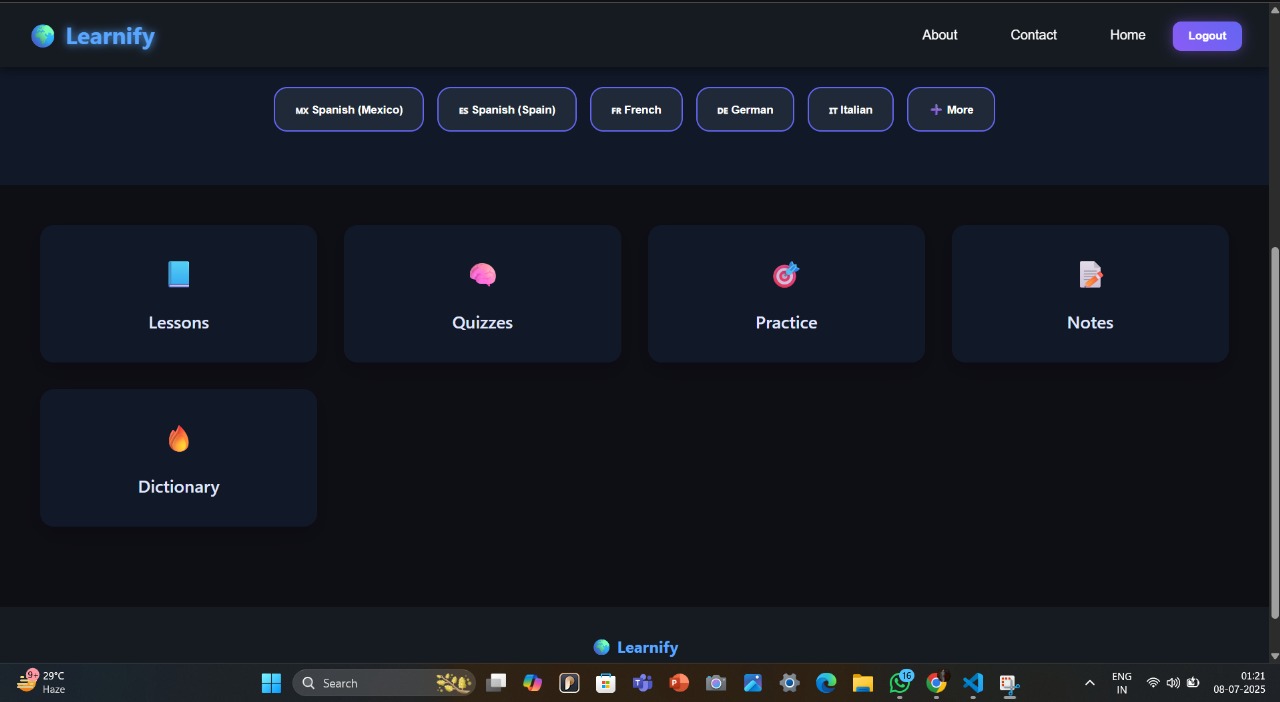 Learnify
About
Contact
Home
Logout
MX Spanish (Mexico)
ES Spanish (Spain)
FR French
DE German
IT Italian
+ More
Lessons
Quizzes
Practice
Notes
Dictionary
Learnify
9+
29°C
Haze
Search
16
ENG
IN
01:21
08-07-2025